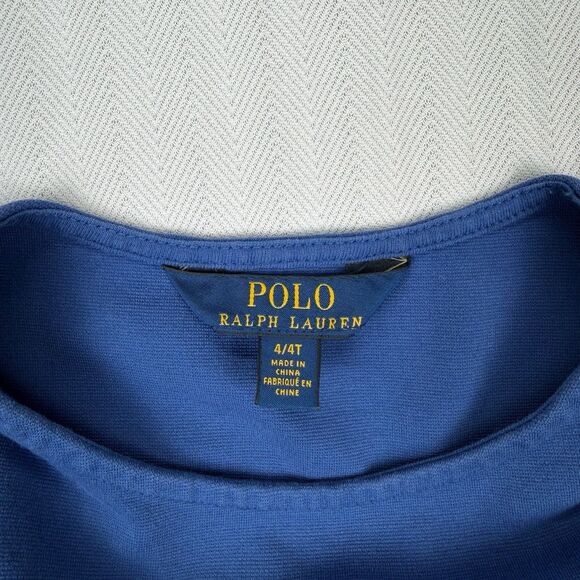 POLO
RALPH LAUREN
4/4T
MADE IN
CHINA
FABRIQUÉ EN
CHINE